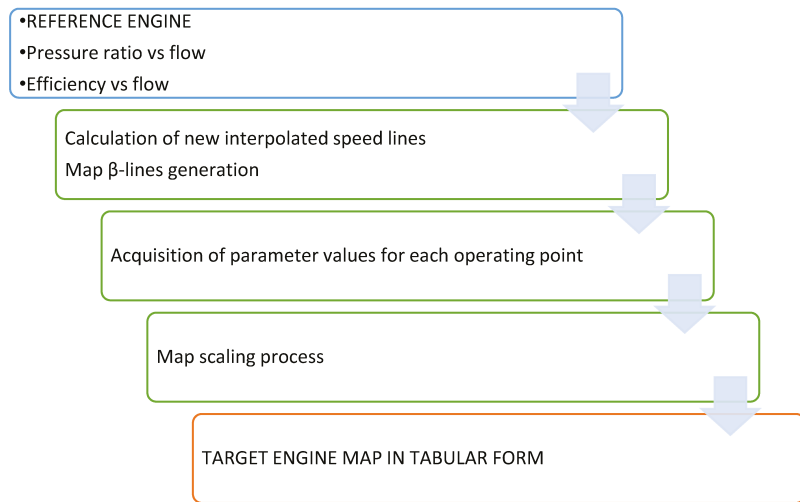 •REFERENCE ENGINE
•Pressure ratio vs flow
•Efficiency vs flow
Calculation of new interpolated speed lines
Map β-lines generation
Acquisition of parameter values for each operating point
Map scaling process
TARGET ENGINE MAP IN TABULAR FORM